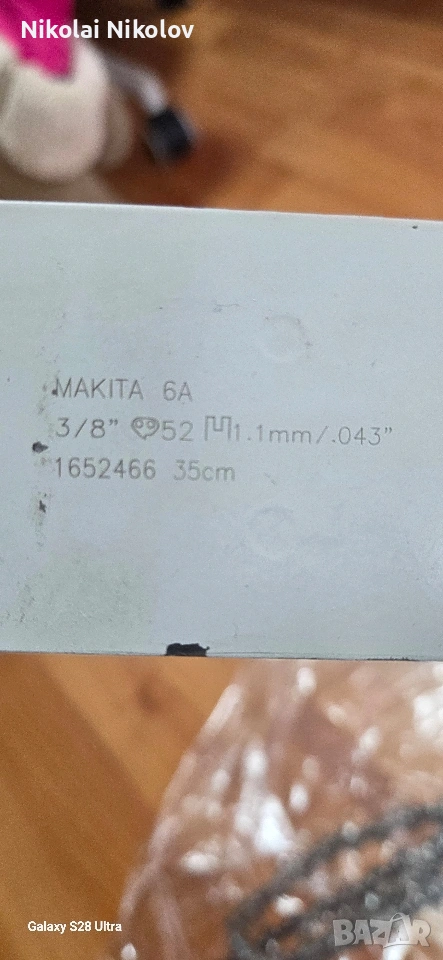 Nikolai Nikolov
MAKITA 6A
3/8" 52 1.1mm/.043"
1652466 35cm
Galaxy S28 Ultra
BAZAR